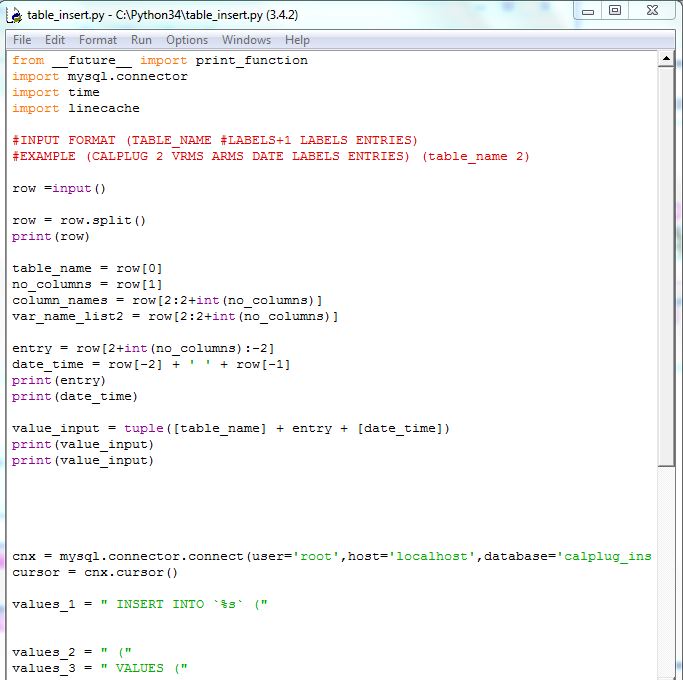 table_insert.py - C:\Python34\table_insert.py (3.4.2)
File Edit Format Run Options Windows Help
from __future__ import print_function
import mysql.connector
import time
import linecache
#INPUT FORMAT (TABLE_NAME #LABELS+1 LABELS ENTRIES)
#EXAMPLE (CALPLUG 2 VRMS ARMS DATE LABELS ENTRIES) (table_name 2)
row =input()
row = row.split()
print(row)
table_name = row[0]
no_columns = row[1]
column_names = row[2:2+int(no_columns)]
var_name_list2 = row[2:2+int(no_columns)]
entry = row[2+int(no_columns):-2]
date_time = row[-2] + ' ' + row[-1]
print(entry)
print(date_time)
value_input = tuple([table_name] + entry + [date_time])
print(value_input)
print(value_input)
cnx = mysql.connector.connect(user='root',host='localhost',database='calplug_ins
cursor = cnx.cursor()
values_1 = " INSERT INTO `%s` ("
values_2 = " ("
values_3 = " VALUES ("